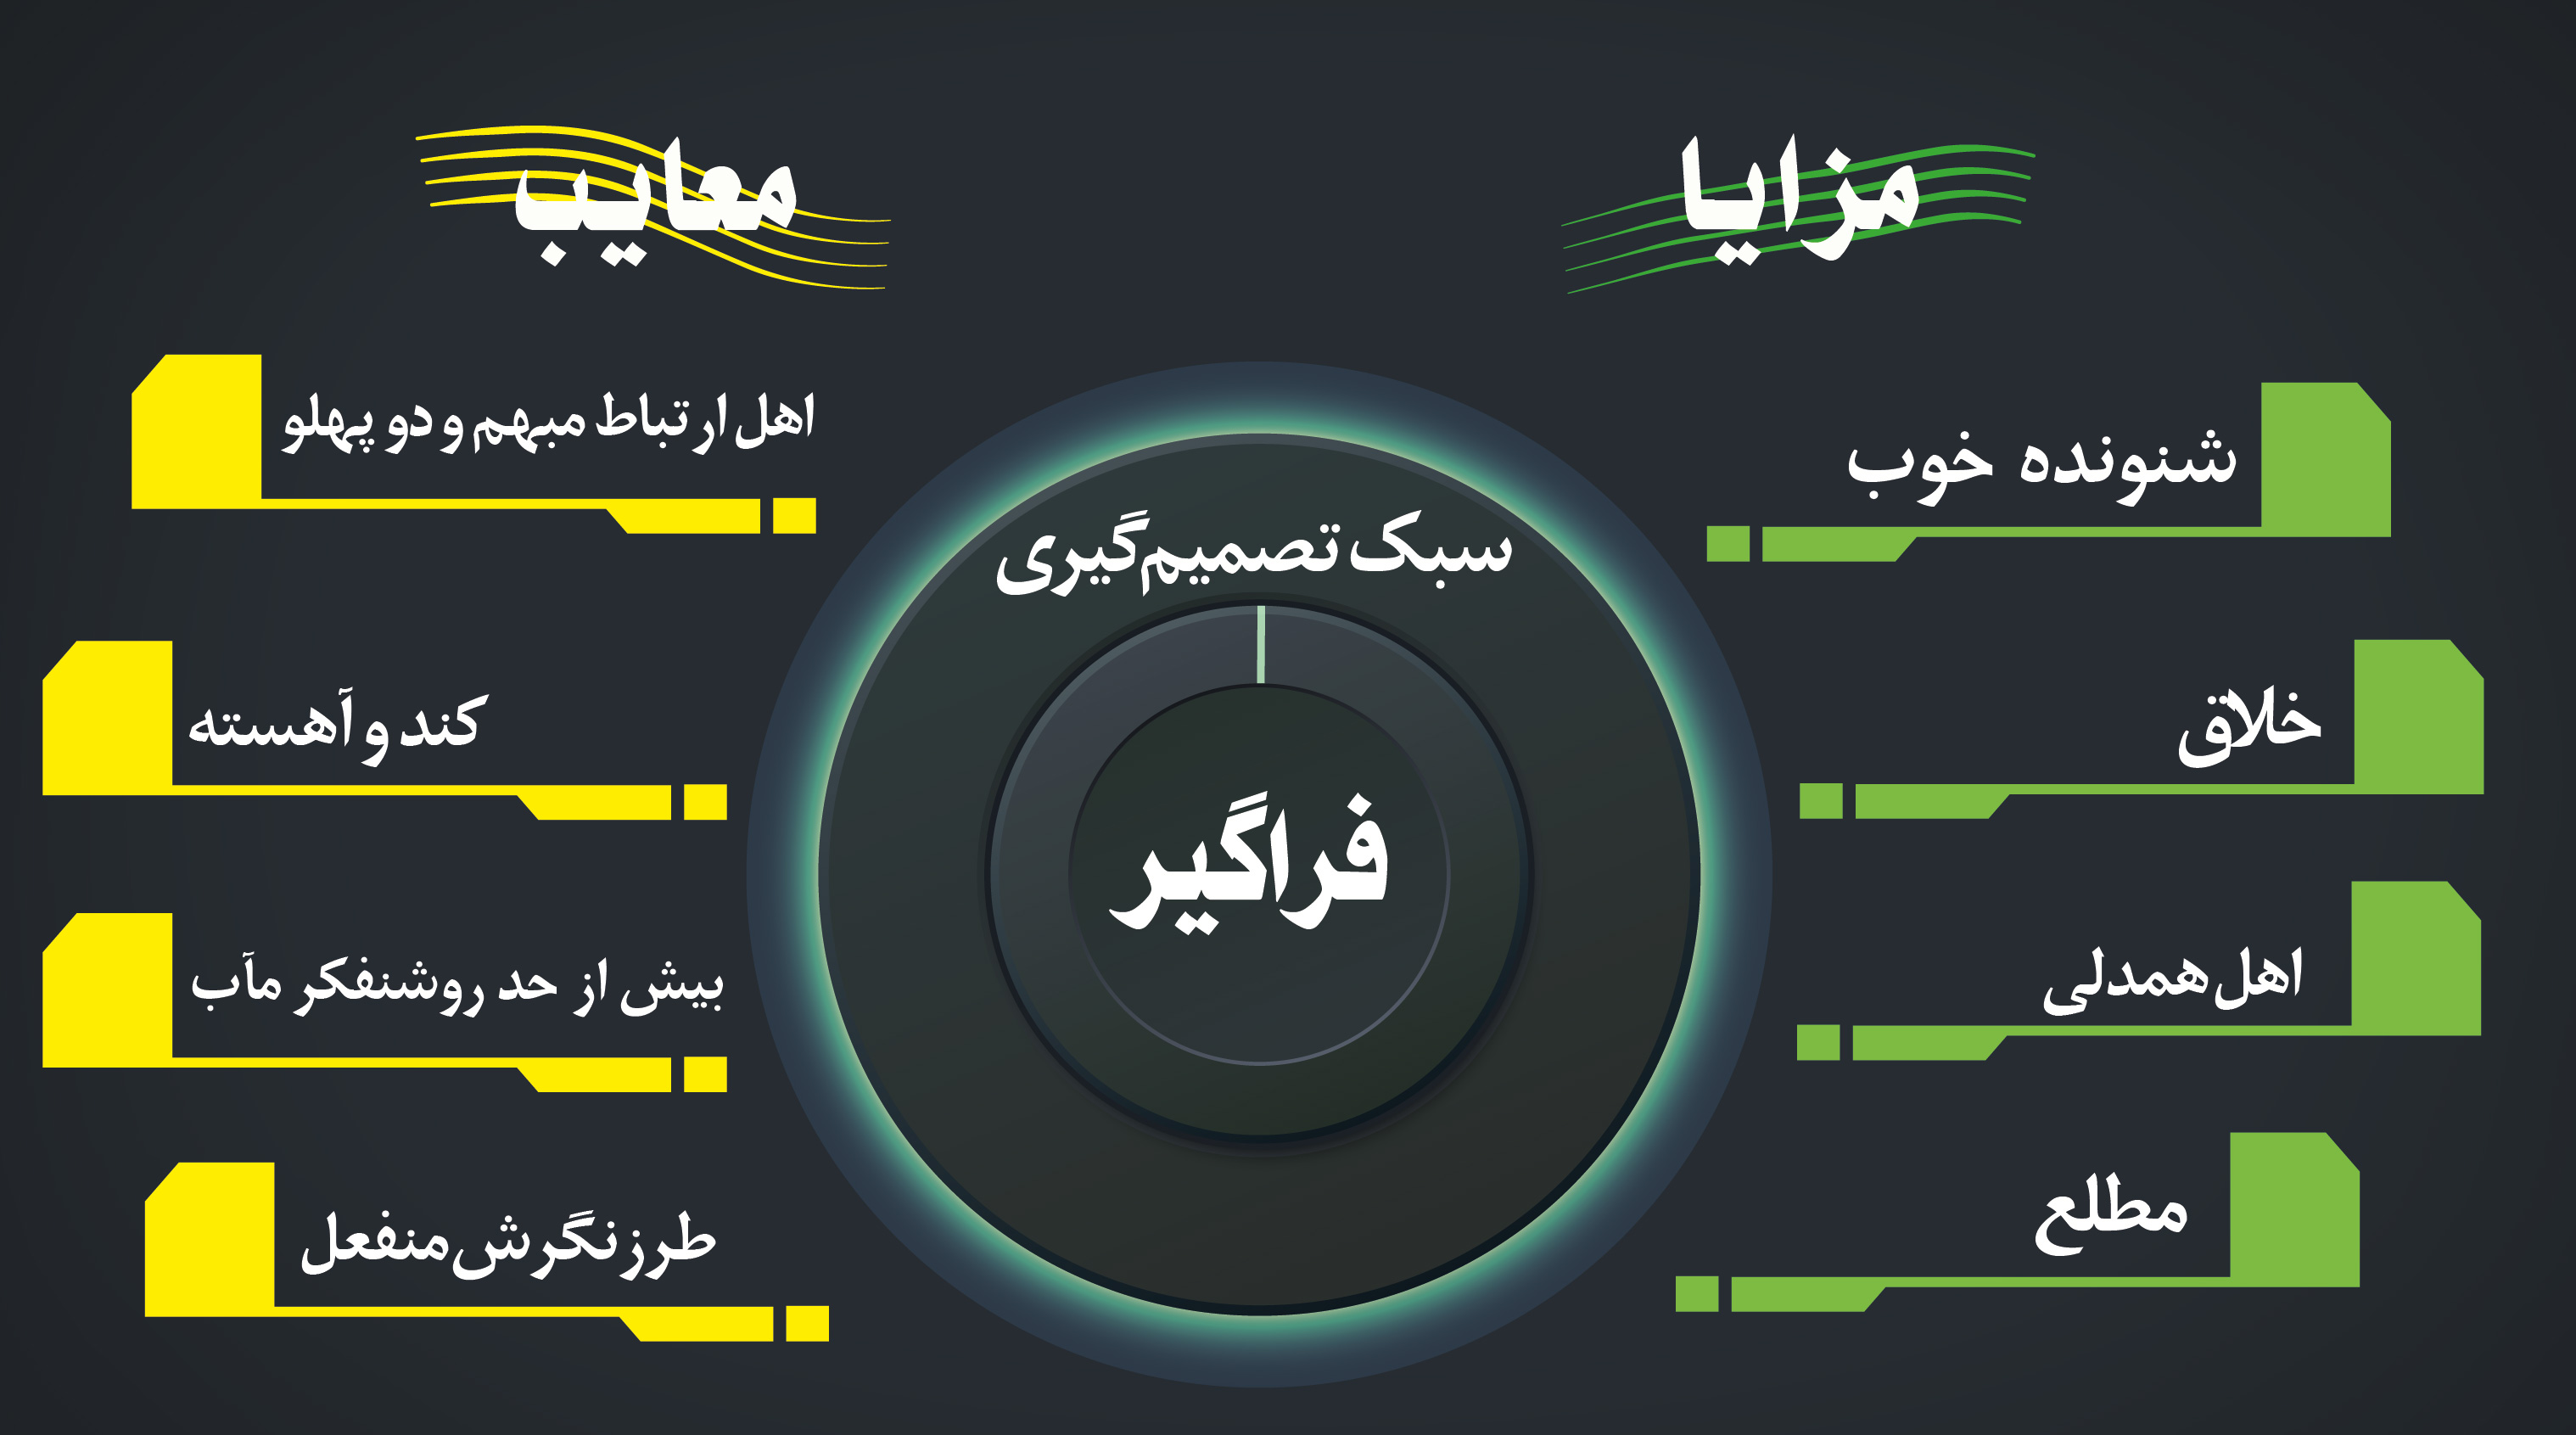 مزایا
شنونده خوب
خلاق
اهل همدلی
مطلع
سبک تصمیم‌گیری
فراگیر
معایب
اهل ارتباط مبهم و دو پهلو
کند و آهسته
بیش از حد روشنفکر مآب
طرز نگرش منفعل